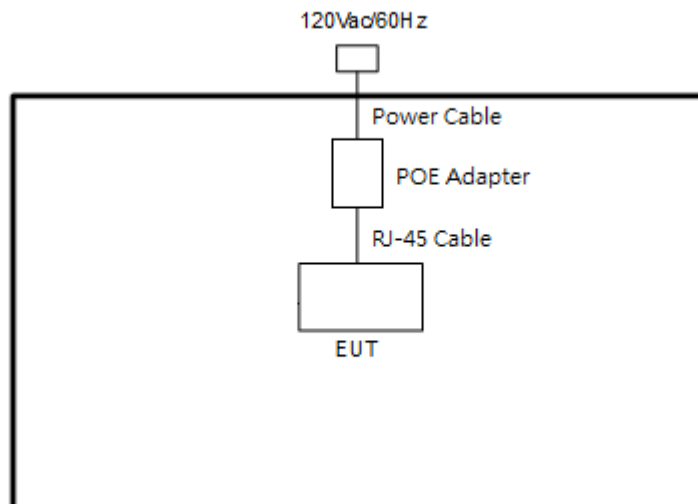 120Vac/60Hz
Power Cable
POE Adapter
RJ-45 Cable
EUT